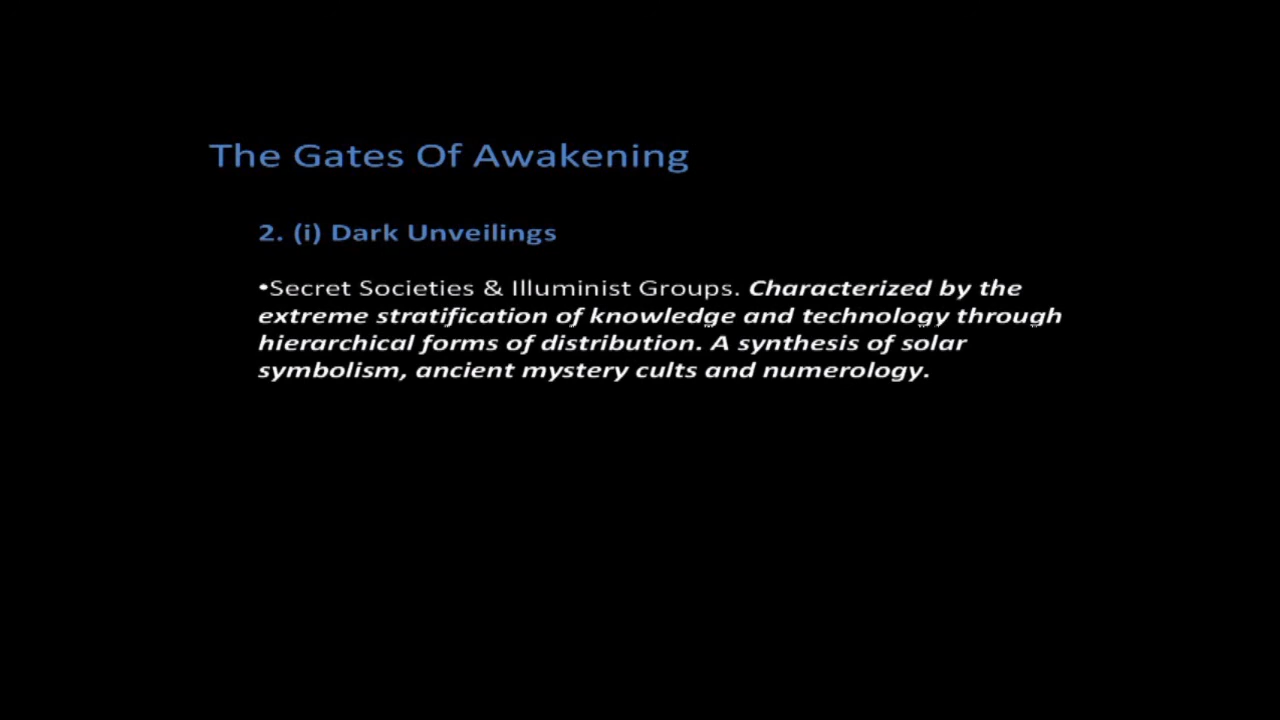 The Gates Of Awakening
2. (i) Dark Unveilings
•Secret Societies & Illuminist Groups. Characterized by the
extreme stratification of knowledge and technology through
hierarchical forms of distribution. A synthesis of solar
symbolism, ancient mystery cults and numerology.